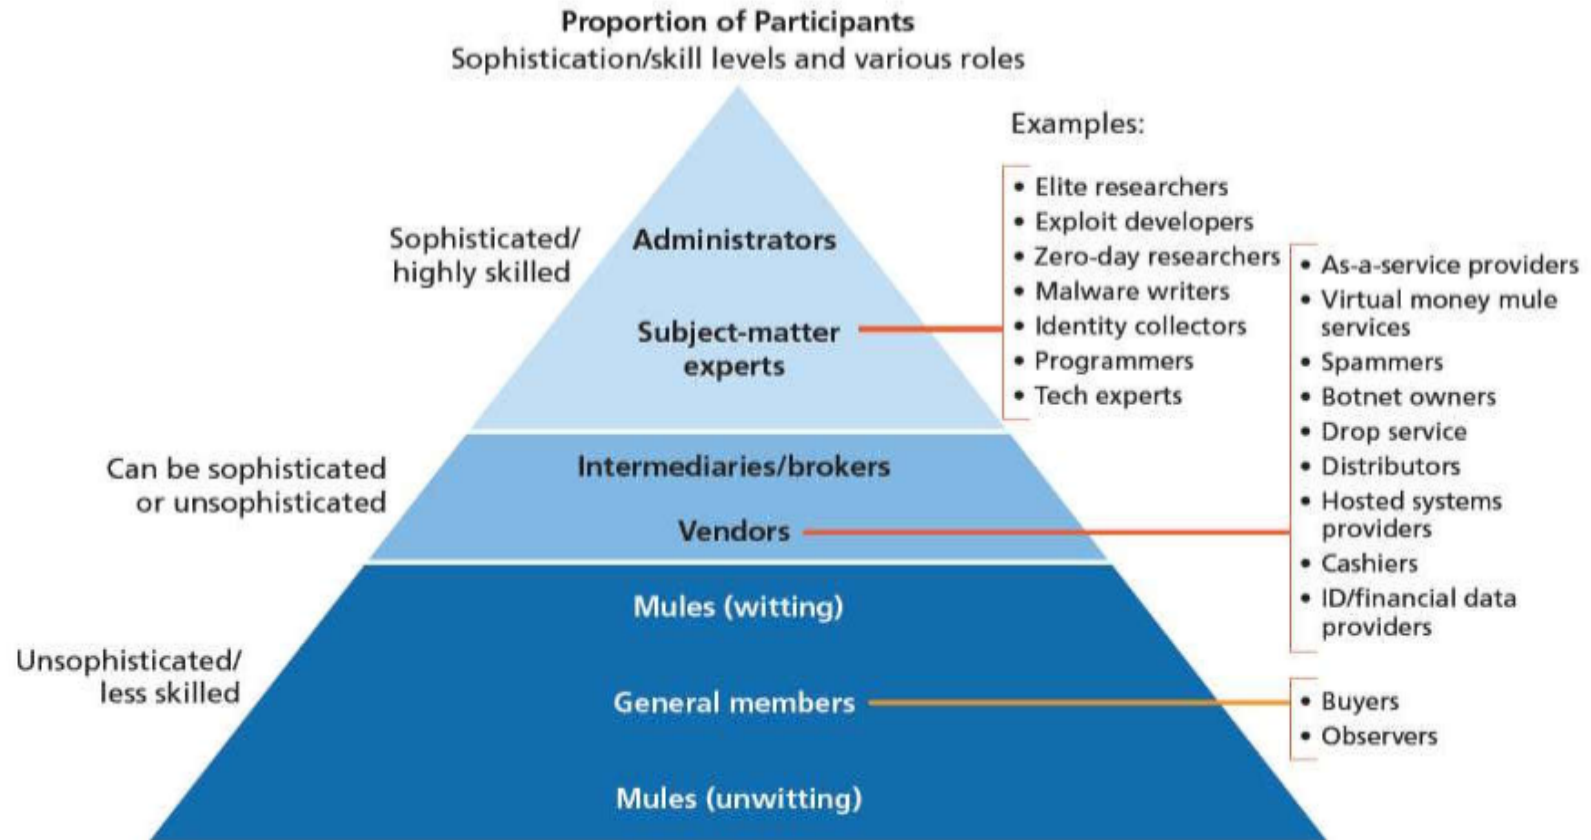 Proportion of Participants
Sophistication/skill levels and various roles
Examples:
Sophisticated/
highly skilled
Administrators
Subject-matter
experts
• Elite researchers
• Exploit developers
• Zero-day researchers
• Malware writers
• Identity collectors
• Programmers
• Tech experts
Can be sophisticated
or unsophisticated
Intermediaries/brokers
Vendors
• As-a-service providers
• Virtual money mule
services
• Spammers
• Botnet owners
• Drop service
• Distributors
• Hosted systems
providers
• Cashiers
• ID/financial data
providers
Unsophisticated/
less skilled
Mules (witting)
General members
• Buyers
• Observers
Mules (unwitting)